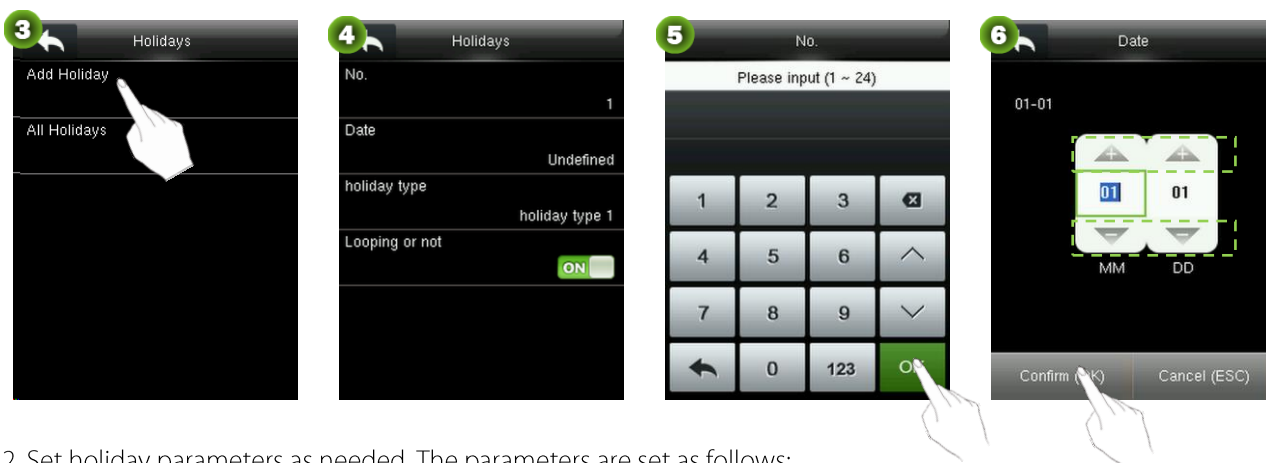 3
Holidays
Add Holiday
All Holidays
4
Holidays
No.
1
Date
Undefined
holiday type
holiday type 1
Looping or not
ON
5
No.
Please input (1 ~ 24)
1 2 3
4 5 6
7 8 9
0 123 OK
6
Date
01-01
01 01
MM DD
Confirm (OK) Cancel (ESC)
2. Set holiday parameters as needed. The parameters are set as follows: